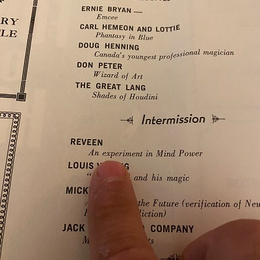 ERNIE BRYAN —
Emcee
CARL HEMEON AND LOTTIE
Phantasy in Blue
DOUG HENNING
Canada's youngest professional magician
DON PETER
Wizard of Art
THE GREAT LANG
Shades of Houdini
Intermission
REVEEN
An experiment in Mind Power
LOUIS
and his magic
MICK
the Future (verification of New
JACK COMPANY
RY
LE